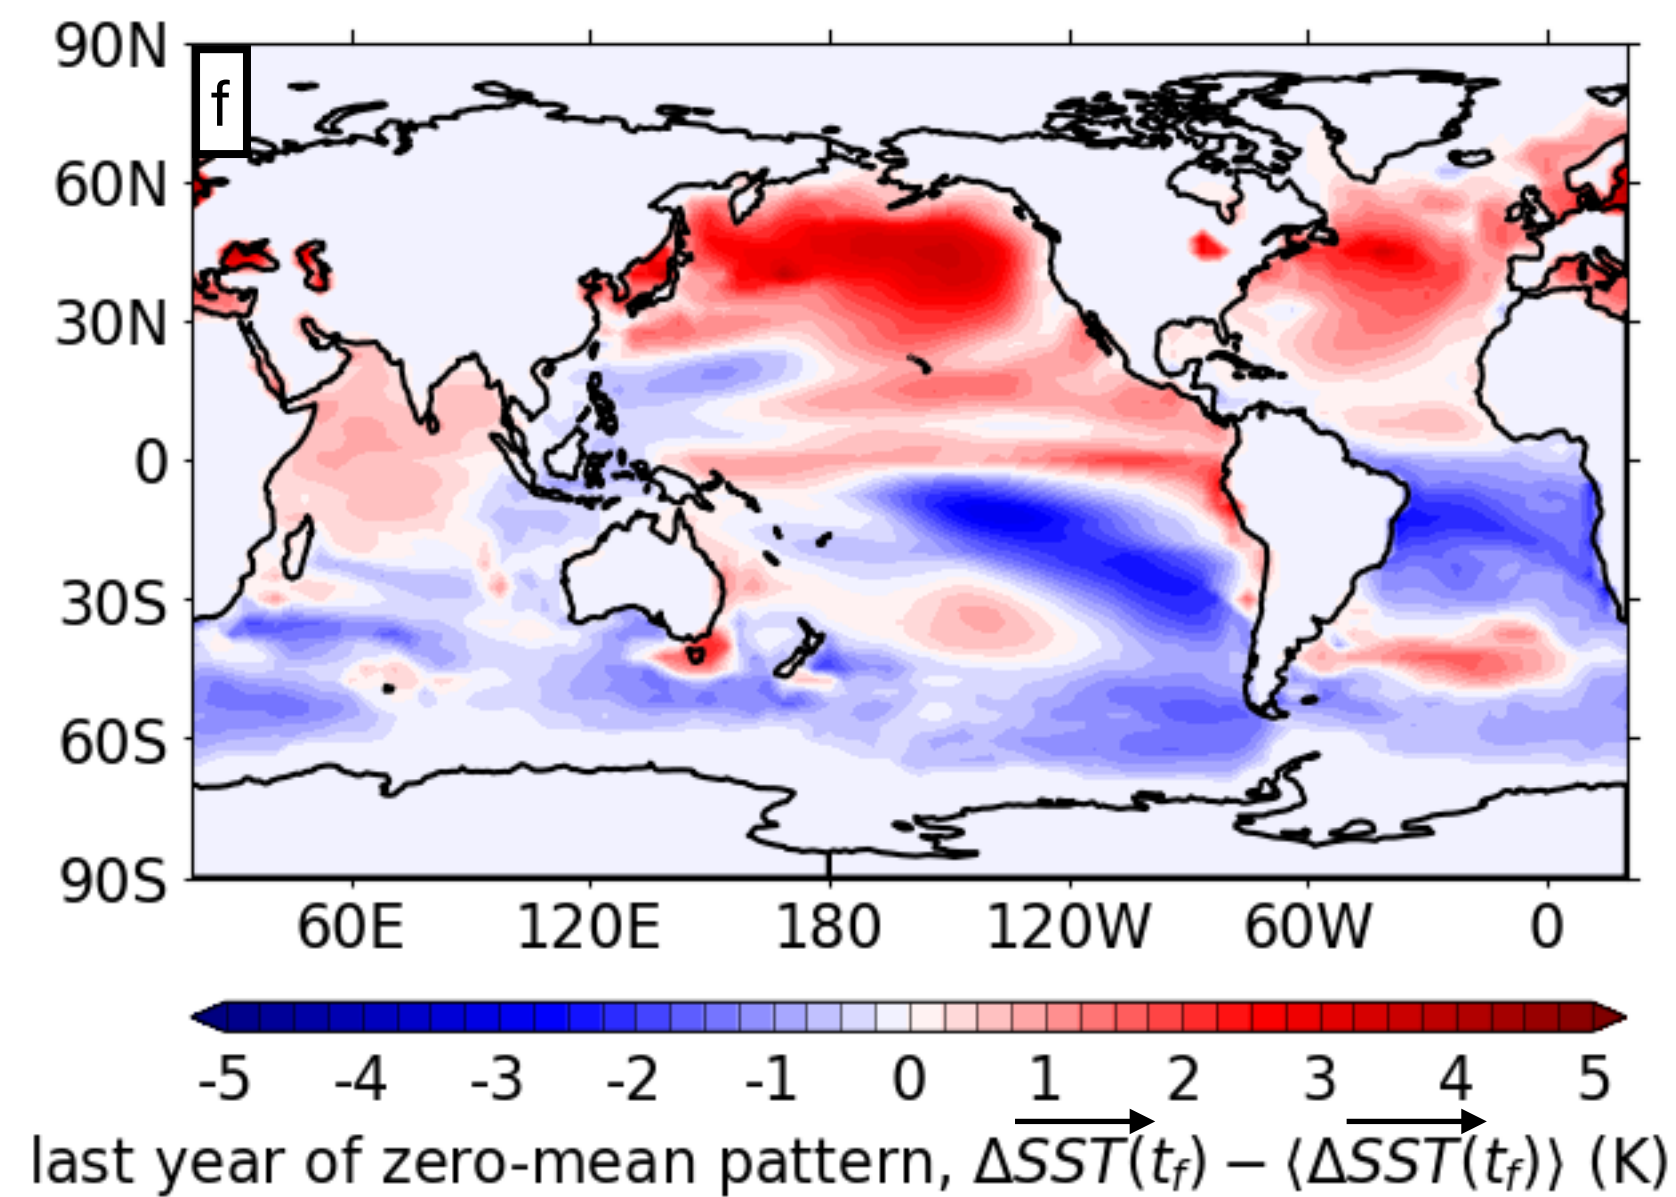 90N
f
60N
30N
0
30S
60S
90S
60E 120E 180 120W 60W 0
-5 -4 -3 -2 -1 0 1 2 3 4 5
last year of zero-mean pattern, ΔSST(t_f) − ⟨ΔSST(t_f)⟩ (K)